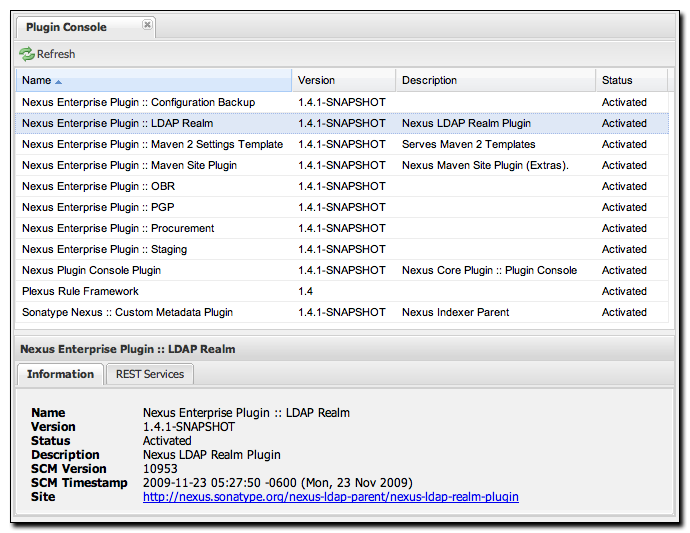 Plugin Console
Refresh
Name Version Description Status
Nexus Enterprise Plugin :: Configuration Backup 1.4.1-SNAPSHOT Activated
Nexus Enterprise Plugin :: LDAP Realm 1.4.1-SNAPSHOT Nexus LDAP Realm Plugin Activated
Nexus Enterprise Plugin :: Maven 2 Settings Template 1.4.1-SNAPSHOT Serves Maven 2 Templates Activated
Nexus Enterprise Plugin :: Maven Site Plugin 1.4.1-SNAPSHOT Nexus Maven Site Plugin (Extras). Activated
Nexus Enterprise Plugin :: OBR 1.4.1-SNAPSHOT Activated
Nexus Enterprise Plugin :: PGP 1.4.1-SNAPSHOT Activated
Nexus Enterprise Plugin :: Procurement 1.4.1-SNAPSHOT Activated
Nexus Enterprise Plugin :: Staging 1.4.1-SNAPSHOT Activated
Nexus Plugin Console Plugin 1.4.1-SNAPSHOT Nexus Core Plugin :: Plugin Console Activated
Plexus Rule Framework 1.4 Activated
Sonatype Nexus :: Custom Metadata Plugin 1.4.1-SNAPSHOT Nexus Indexer Parent Activated
Nexus Enterprise Plugin :: LDAP Realm
Information REST Services
Name Nexus Enterprise Plugin :: LDAP Realm
Version 1.4.1-SNAPSHOT
Status Activated
Description Nexus LDAP Realm Plugin
SCM Version 10953
SCM Timestamp 2009-11-23 05:27:50 -0600 (Mon, 23 Nov 2009)
Site http://nexus.sonatype.org/nexus-ldap-parent/nexus-ldap-realm-plugin